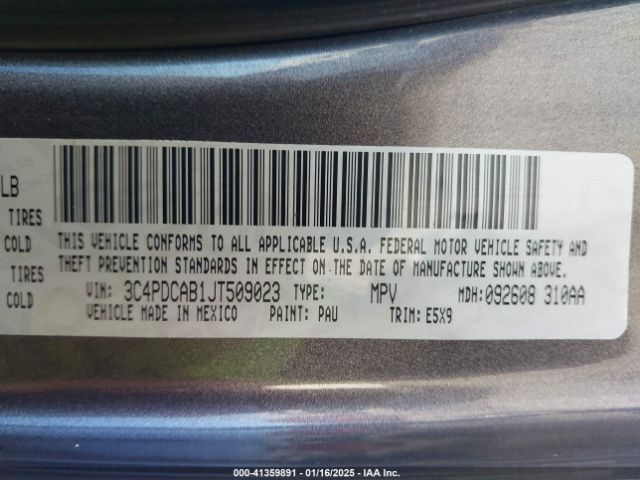 LB
TIRES
COLD
TIRES
COLD
THIS VEHICLE CONFORMS TO ALL APPLICABLE U.S.A. FEDERAL MOTOR VEHICLE SAFETY AND
THEFT PREVENTION STANDARDS IN EFFECT ON THE DATE OF MANUFACTURE SHOWN ABOVE.
VIN: 3C4PDCAB1JT509023 TYPE: MPV MDH:092608 310AA
VEHICLE MADE IN MEXICO PAINT: PAU TRIM: E5X9
000-41359891 - 01/16/2025 - IAA Inc.